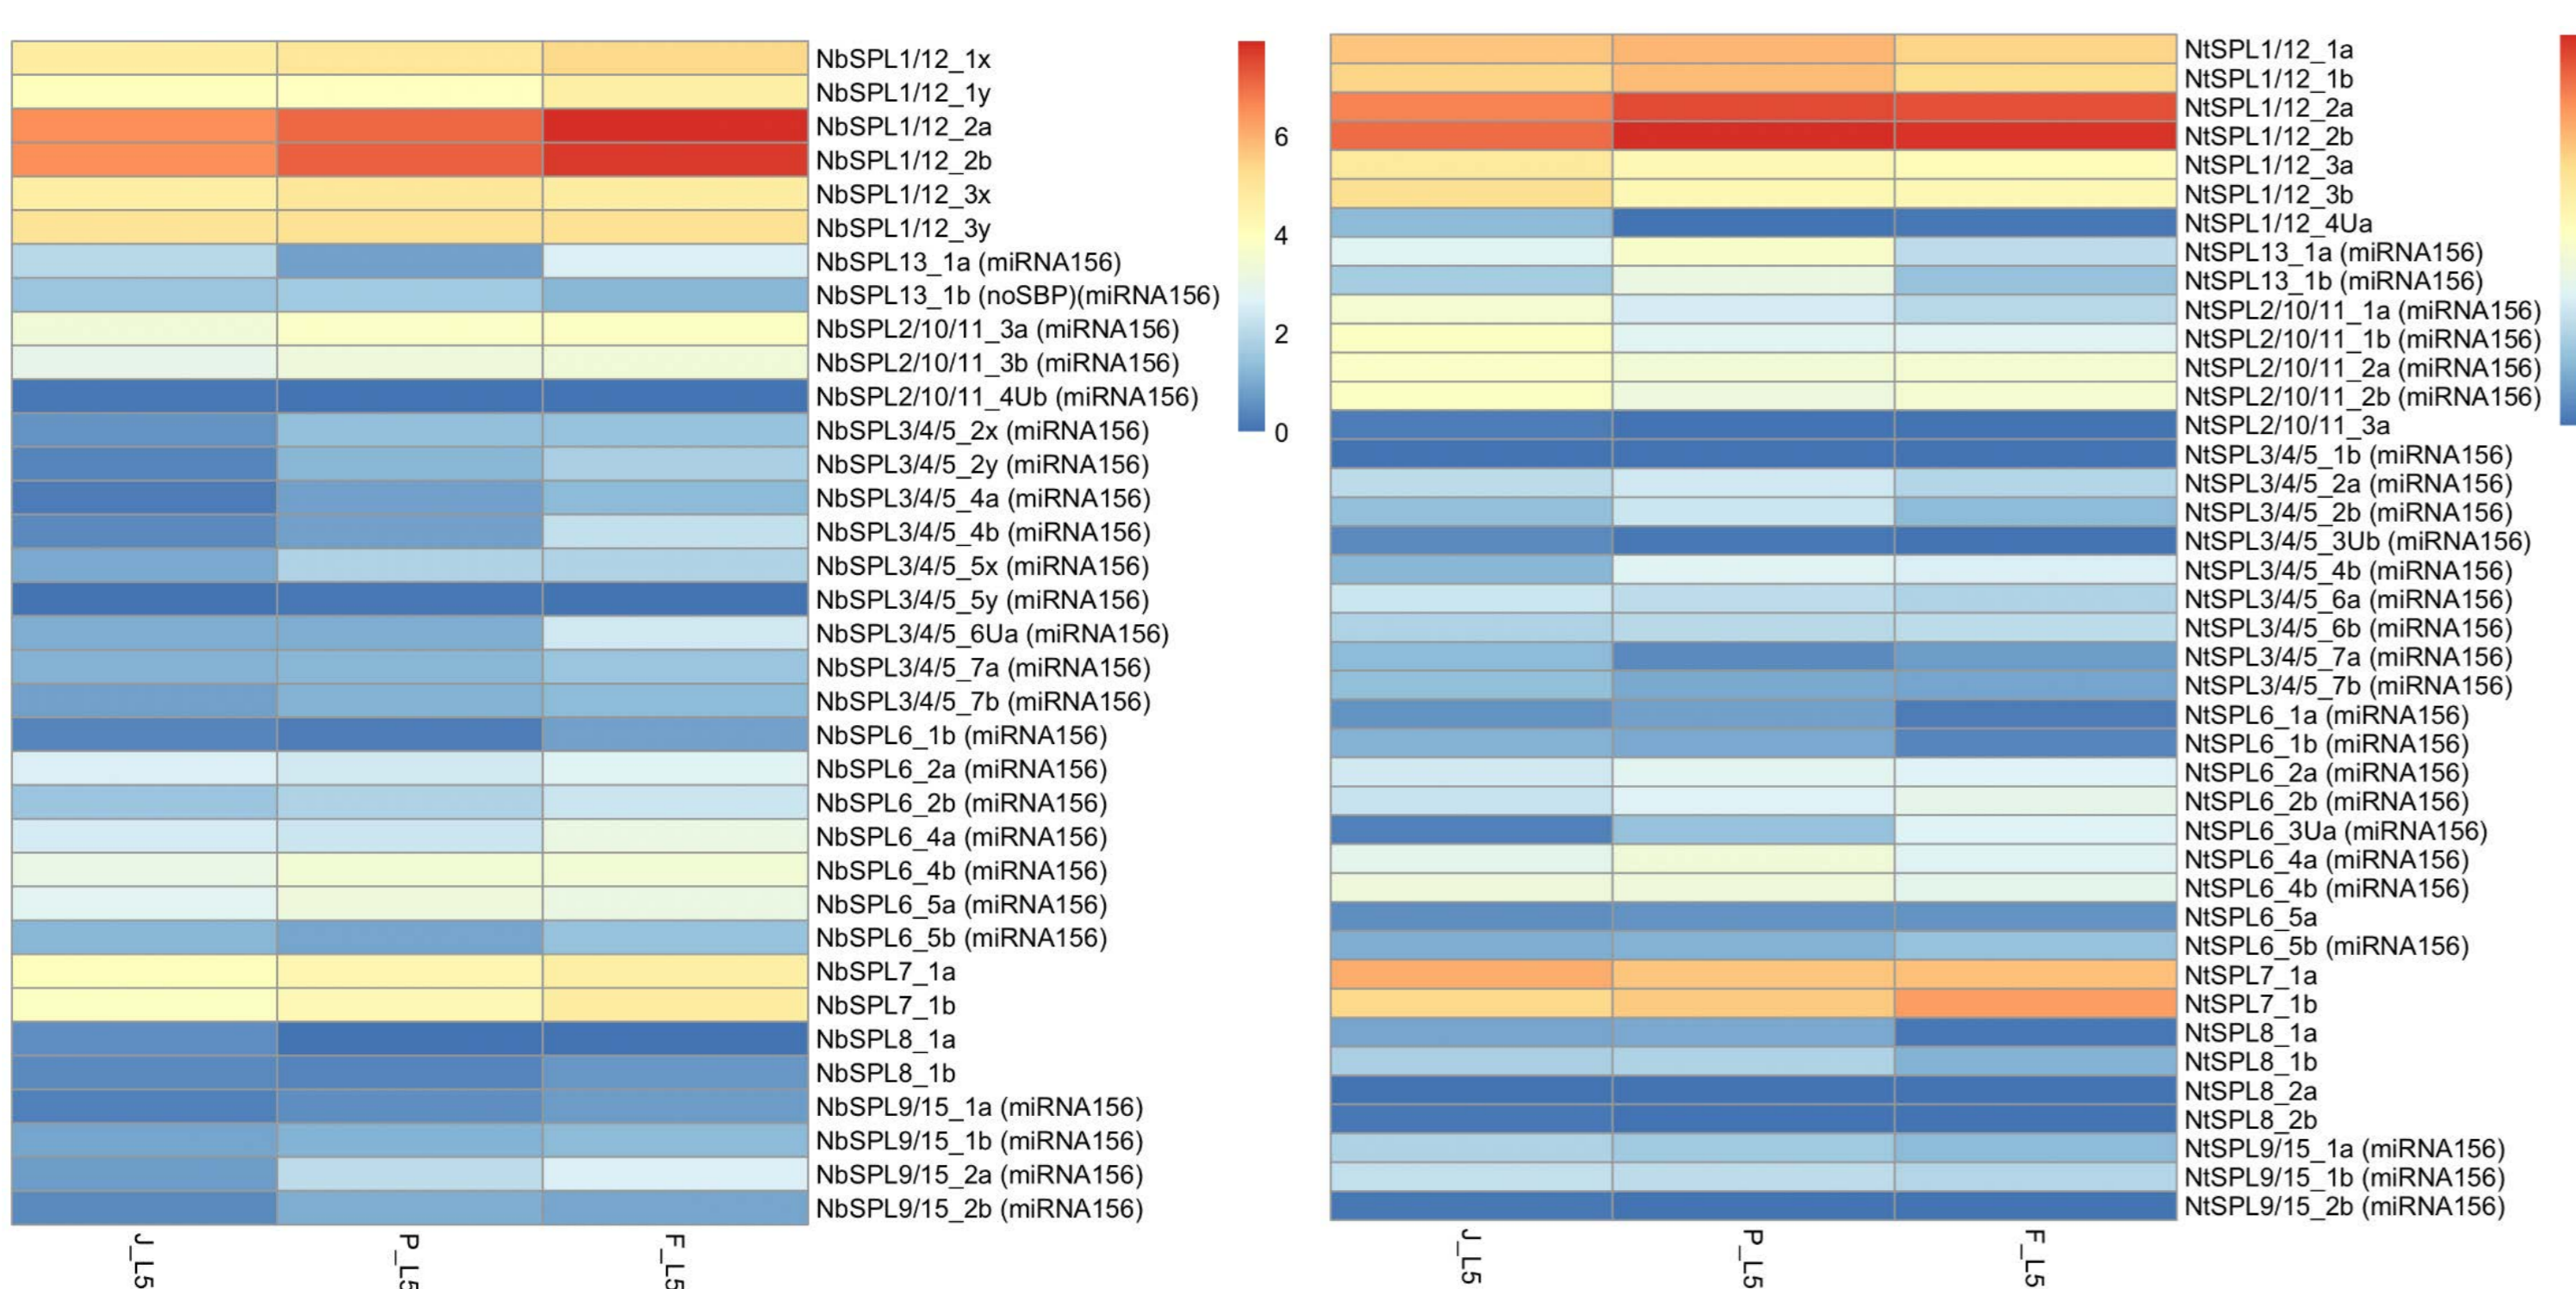 NbSPL1/12_1x
NbSPL1/12_1y
NbSPL1/12_2a
NbSPL1/12_2b
NbSPL1/12_3x
NbSPL1/12_3y
NbSPL13_1a (miRNA156)
NbSPL13_1b (noSBP)(miRNA156)
NbSPL2/10/11_3a (miRNA156)
NbSPL2/10/11_3b (miRNA156)
NbSPL2/10/11_4Ub (miRNA156)
NbSPL3/4/5_2x (miRNA156)
NbSPL3/4/5_2y (miRNA156)
NbSPL3/4/5_4a (miRNA156)
NbSPL3/4/5_4b (miRNA156)
NbSPL3/4/5_5x (miRNA156)
NbSPL3/4/5_5y (miRNA156)
NbSPL3/4/5_6Ua (miRNA156)
NbSPL3/4/5_7a (miRNA156)
NbSPL3/4/5_7b (miRNA156)
NbSPL6_1b (miRNA156)
NbSPL6_2a (miRNA156)
NbSPL6_2b (miRNA156)
NbSPL6_4a (miRNA156)
NbSPL6_4b (miRNA156)
NbSPL6_5a (miRNA156)
NbSPL6_5b (miRNA156)
NbSPL7_1a
NbSPL7_1b
NbSPL8_1a
NbSPL8_1b
NbSPL9/15_1a (miRNA156)
NbSPL9/15_1b (miRNA156)
NbSPL9/15_2a (miRNA156)
NbSPL9/15_2b (miRNA156)
J_L5
P_L5
F_L5
6
4
2
0
NtSPL1/12_1a
NtSPL1/12_1b
NtSPL1/12_2a
NtSPL1/12_2b
NtSPL1/12_3a
NtSPL1/12_3b
NtSPL1/12_4Ua
NtSPL13_1a (miRNA156)
NtSPL13_1b (miRNA156)
NtSPL2/10/11_1a (miRNA156)
NtSPL2/10/11_1b (miRNA156)
NtSPL2/10/11_2a (miRNA156)
NtSPL2/10/11_2b (miRNA156)
NtSPL2/10/11_3a
NtSPL3/4/5_1b (miRNA156)
NtSPL3/4/5_2a (miRNA156)
NtSPL3/4/5_2b (miRNA156)
NtSPL3/4/5_3Ub (miRNA156)
NtSPL3/4/5_4b (miRNA156)
NtSPL3/4/5_6a (miRNA156)
NtSPL3/4/5_6b (miRNA156)
NtSPL3/4/5_7a (miRNA156)
NtSPL3/4/5_7b (miRNA156)
NtSPL6_1a (miRNA156)
NtSPL6_1b (miRNA156)
NtSPL6_2a (miRNA156)
NtSPL6_2b (miRNA156)
NtSPL6_3Ua (miRNA156)
NtSPL6_4a (miRNA156)
NtSPL6_4b (miRNA156)
NtSPL6_5a
NtSPL6_5b (miRNA156)
NtSPL7_1a
NtSPL7_1b
NtSPL8_1a
NtSPL8_1b
NtSPL8_2a
NtSPL8_2b
NtSPL9/15_1a (miRNA156)
NtSPL9/15_1b (miRNA156)
NtSPL9/15_2b (miRNA156)
J_L5
P_L5
F_L5